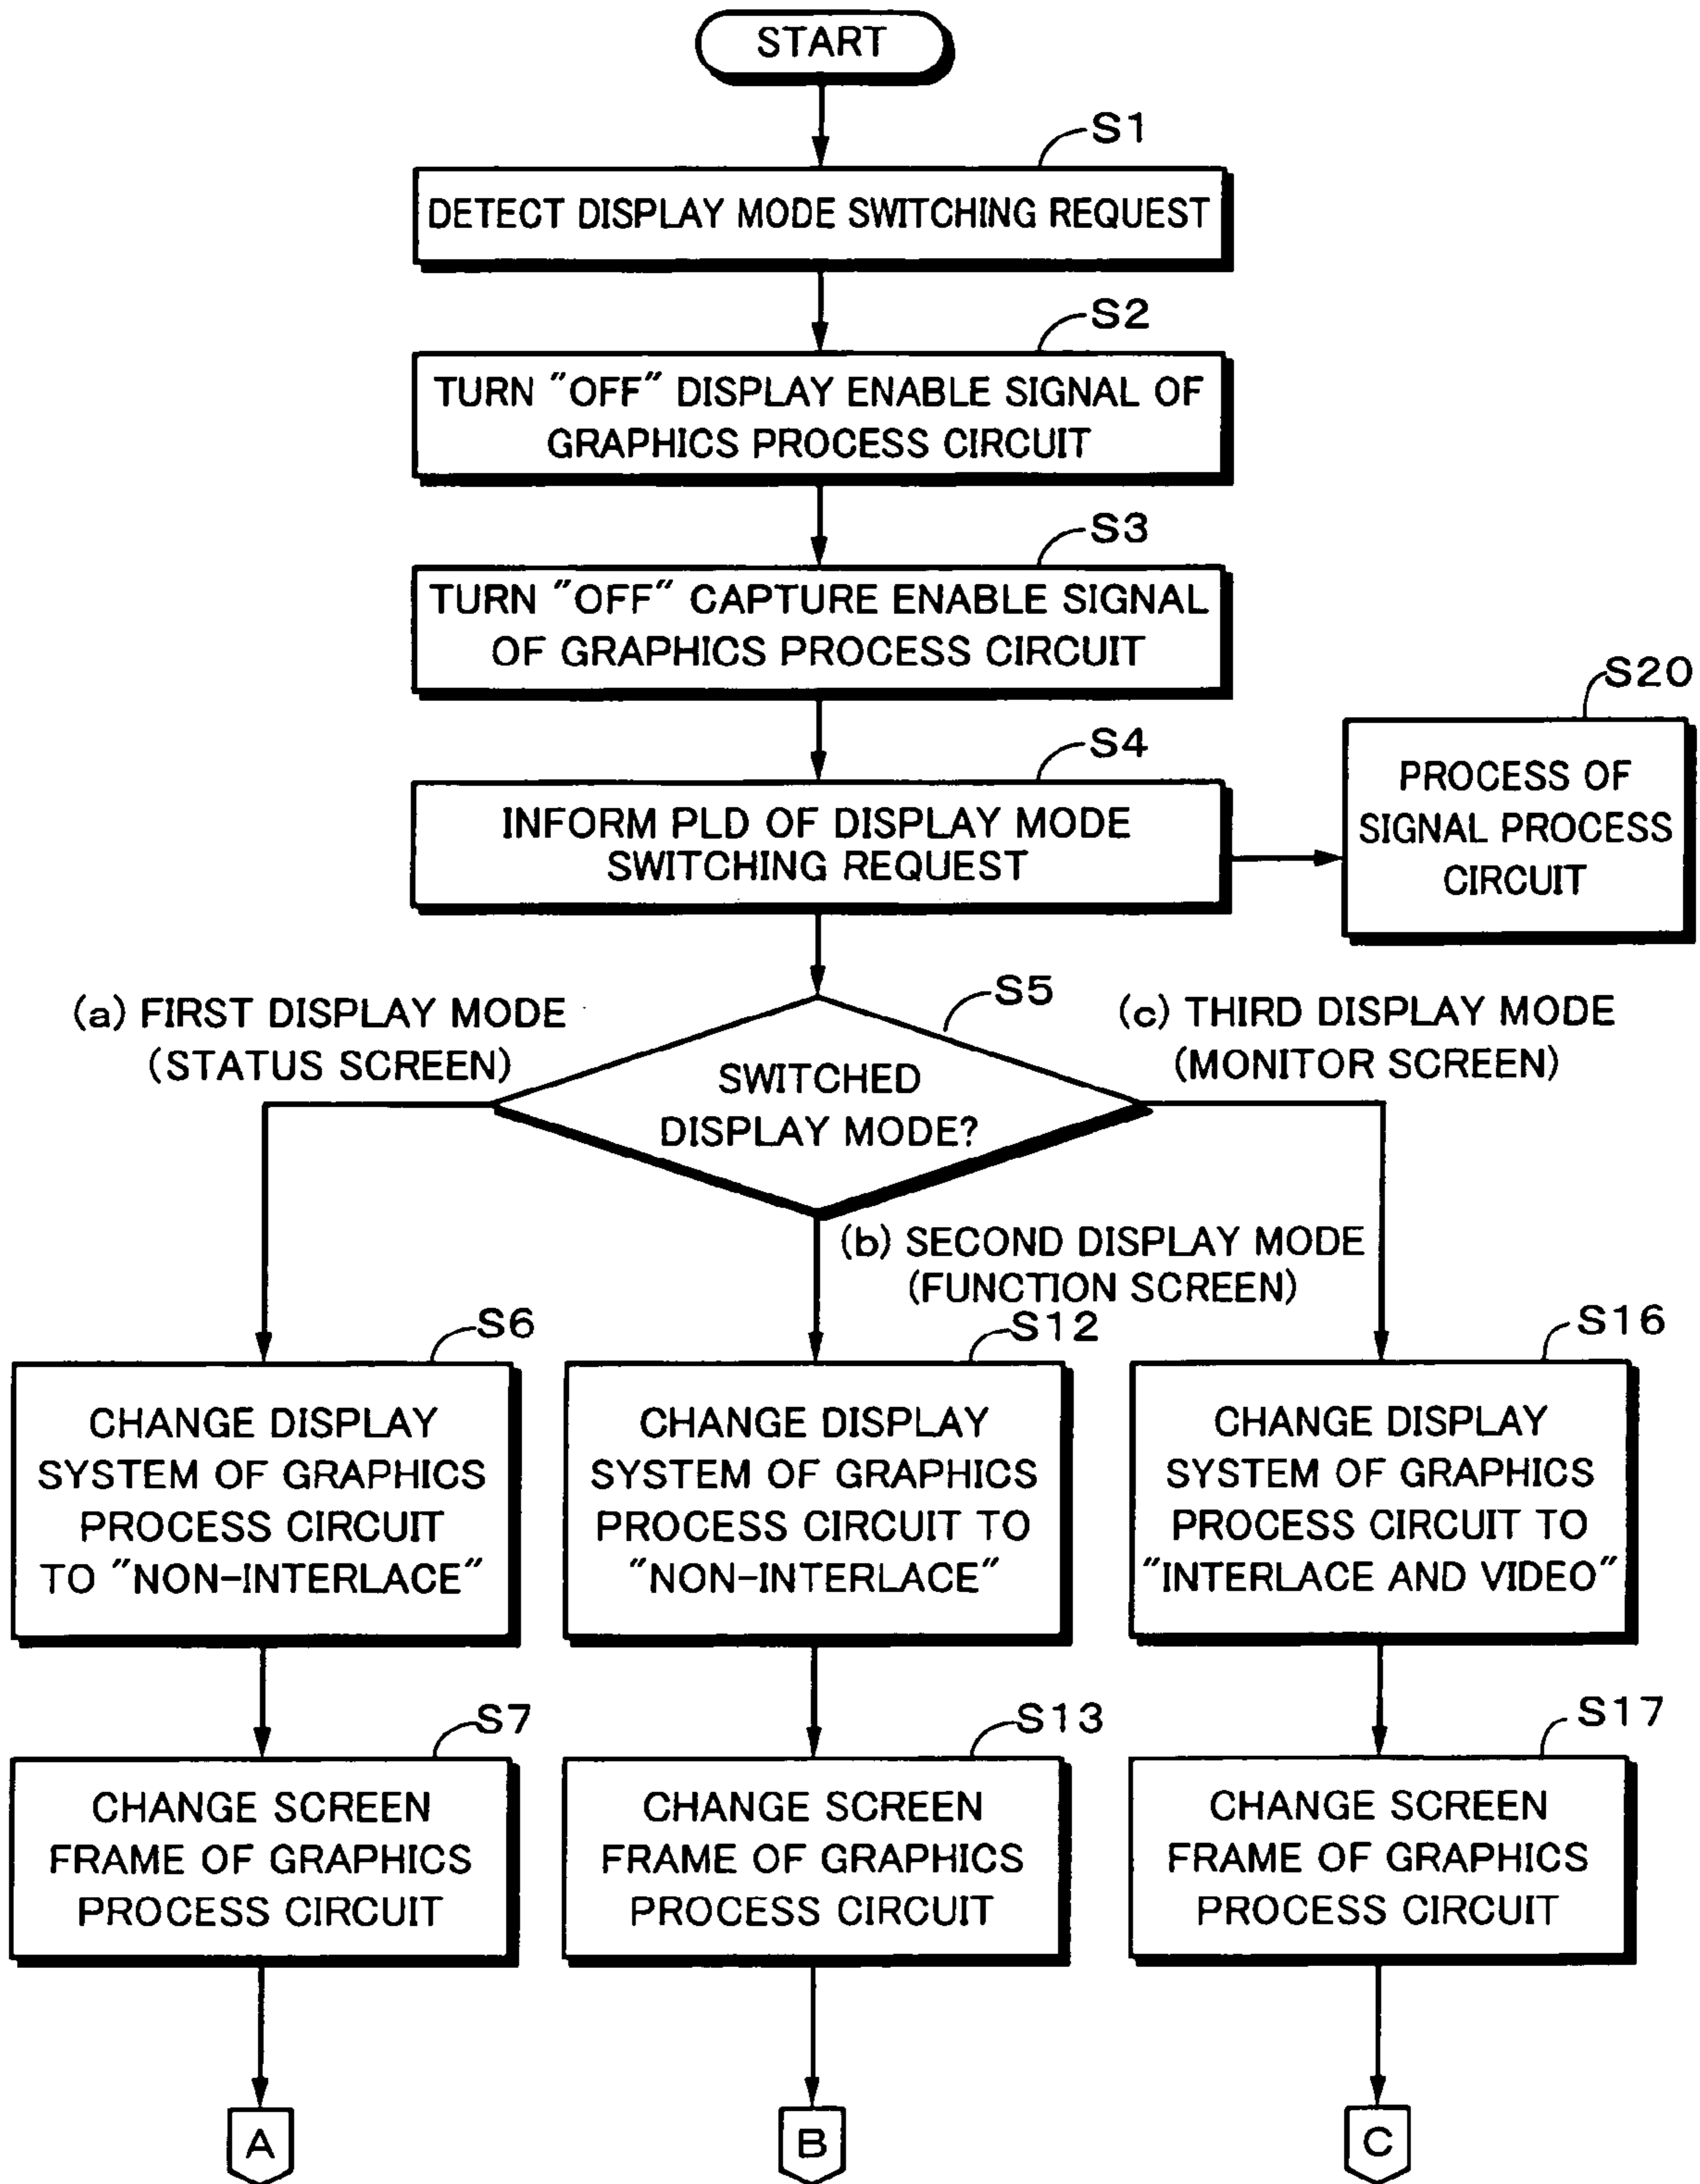 START
S1
DETECT DISPLAY MODE SWITCHING REQUEST
S2
TURN "OFF" DISPLAY ENABLE SIGNAL OF
GRAPHICS PROCESS CIRCUIT
S3
TURN "OFF" CAPTURE ENABLE SIGNAL
OF GRAPHICS PROCESS CIRCUIT
S4
INFORM PLD OF DISPLAY MODE
SWITCHING REQUEST
S20
PROCESS OF
SIGNAL PROCESS
CIRCUIT
S5
SWITCHED
DISPLAY MODE?
(a) FIRST DISPLAY MODE
(STATUS SCREEN)
(b) SECOND DISPLAY MODE
(FUNCTION SCREEN)
(c) THIRD DISPLAY MODE
(MONITOR SCREEN)
S6
CHANGE DISPLAY
SYSTEM OF GRAPHICS
PROCESS CIRCUIT
TO "NON-INTERLACE"
S12
CHANGE DISPLAY
SYSTEM OF GRAPHICS
PROCESS CIRCUIT TO
"NON-INTERLACE"
S16
CHANGE DISPLAY
SYSTEM OF GRAPHICS
PROCESS CIRCUIT TO
"INTERLACE AND VIDEO"
S7
CHANGE SCREEN
FRAME OF GRAPHICS
PROCESS CIRCUIT
S13
CHANGE SCREEN
FRAME OF GRAPHICS
PROCESS CIRCUIT
S17
CHANGE SCREEN
FRAME OF GRAPHICS
PROCESS CIRCUIT
A
B
C